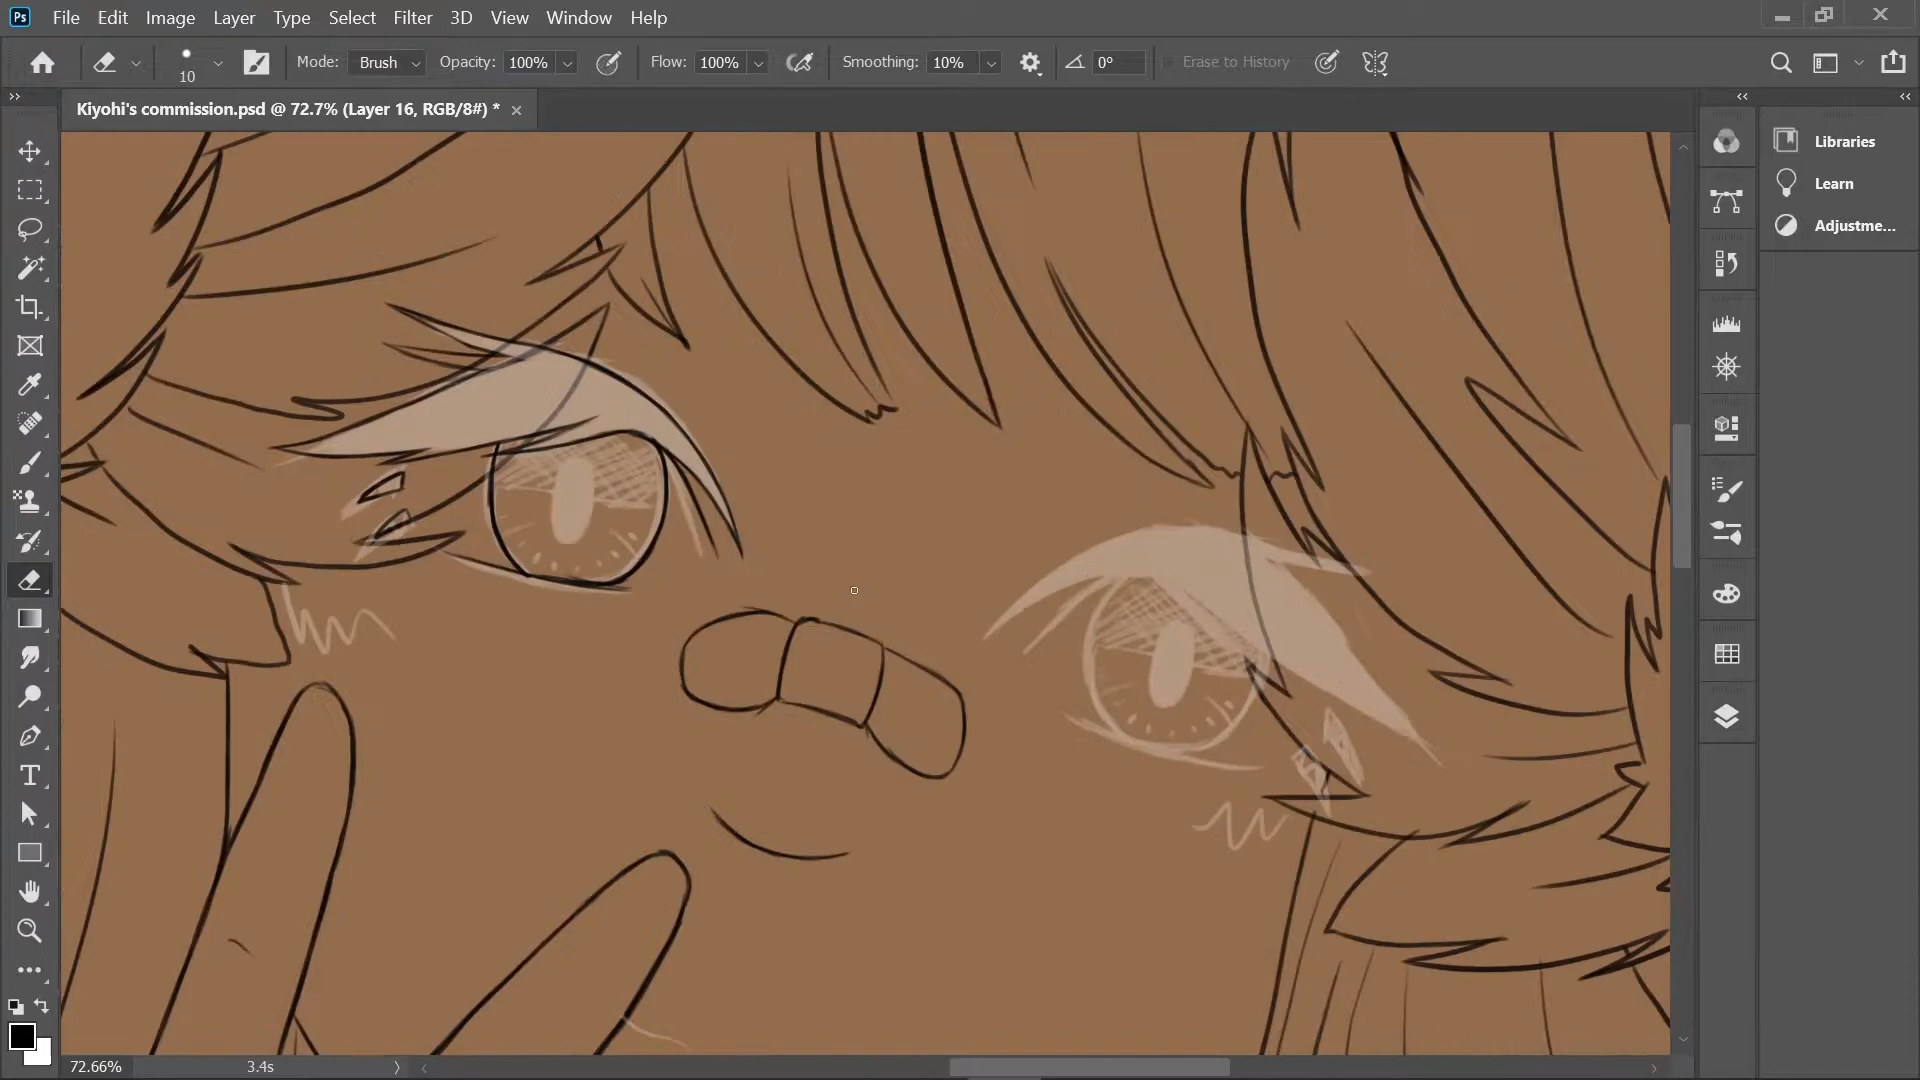 Ps File Edit Image Layer Type Select Filter 3D View Window Help
10 Mode: Brush Opacity: 100% Flow: 100% Smoothing: 10% 0° Erase to History
Kiyohi's commission.psd @ 72.7% (Layer 16, RGB/8#) *
Libraries
Learn
Adjustme...
72.66% 3.4s